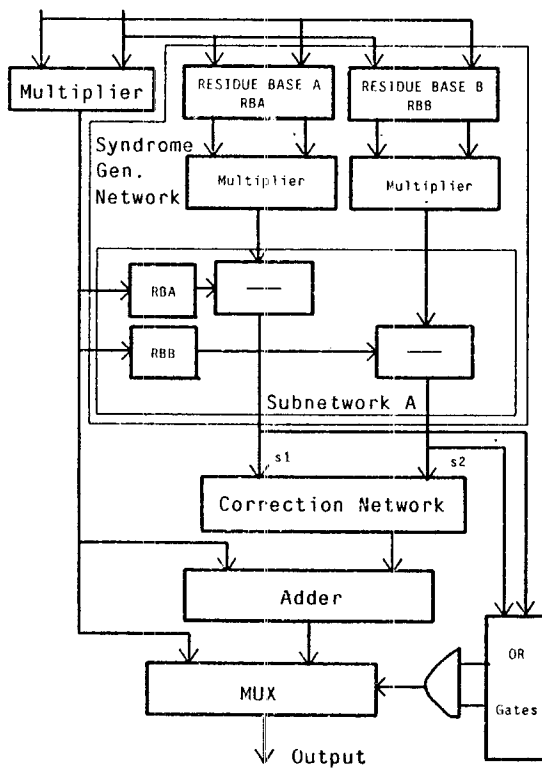 Multiplier
RESIDUE BASE A
RBA
RESIDUE BASE B
RBB
Syndrome
Gen.
Network
Multiplier
Multiplier
RBA
RBB
Subnetwork A
s1
s2
Correction Network
Adder
OR
Gates
MUX
Output